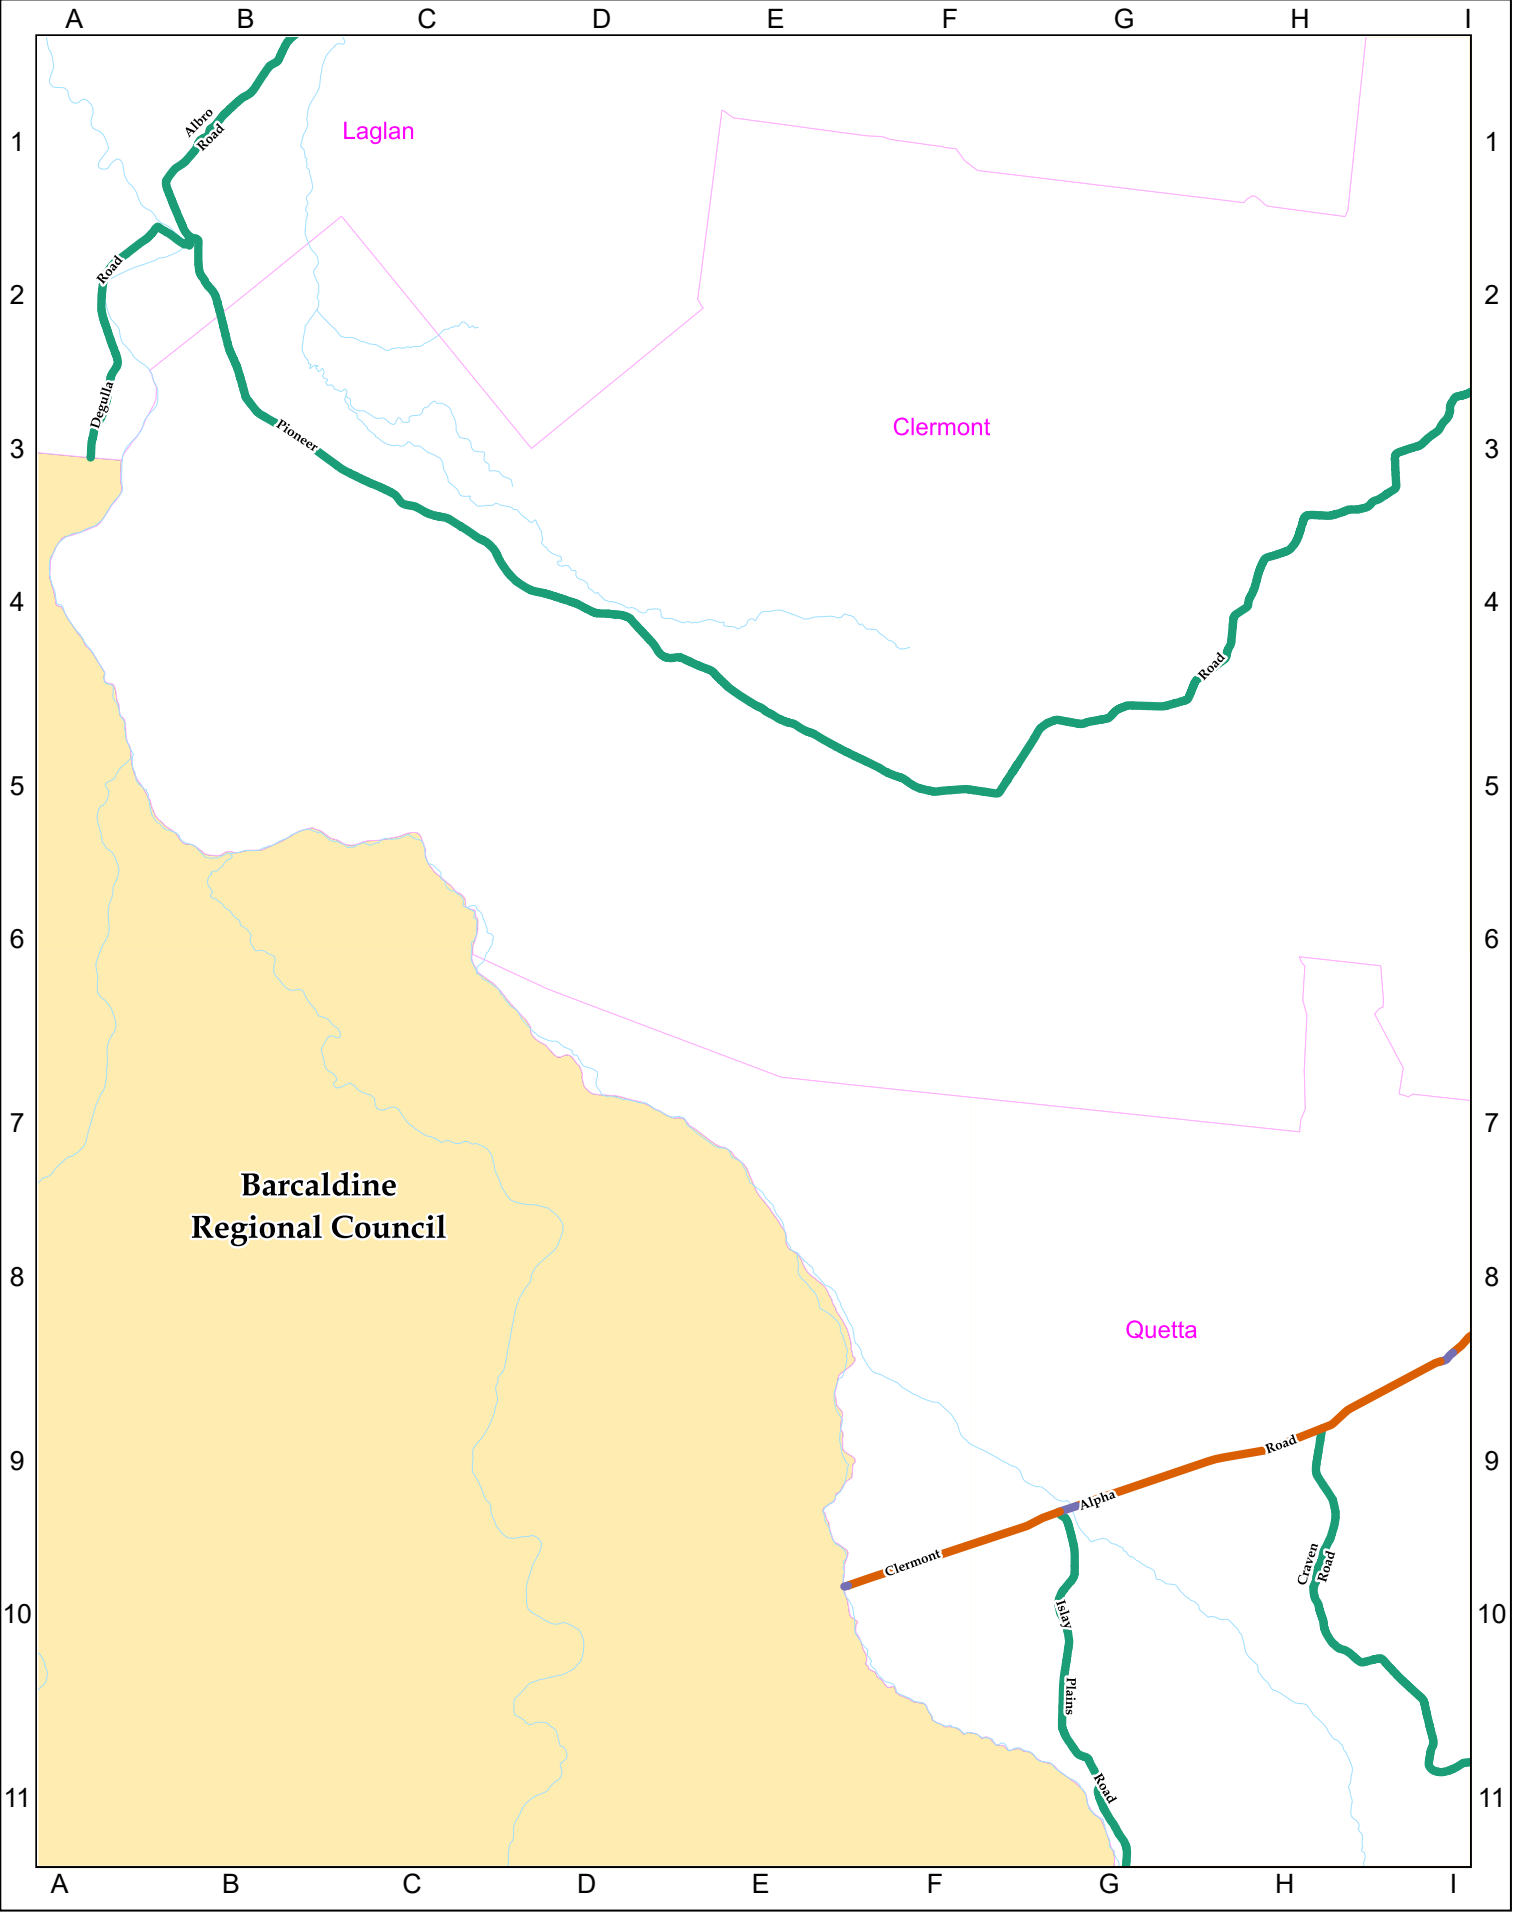 A B C D E F G H I
Albro
Road
Laglan
1 1
Road
2 2
Degulla
Pioneer
Clermont
3 3
4 4
Road
5 5
6 6
7 7
Barcaldine
Regional Council
8 8
Quetta
Road
9 9
Alpha
Clermont
Craven
Road
Islay
10 10
Plains
Road
11 11
A B C D E F G H I